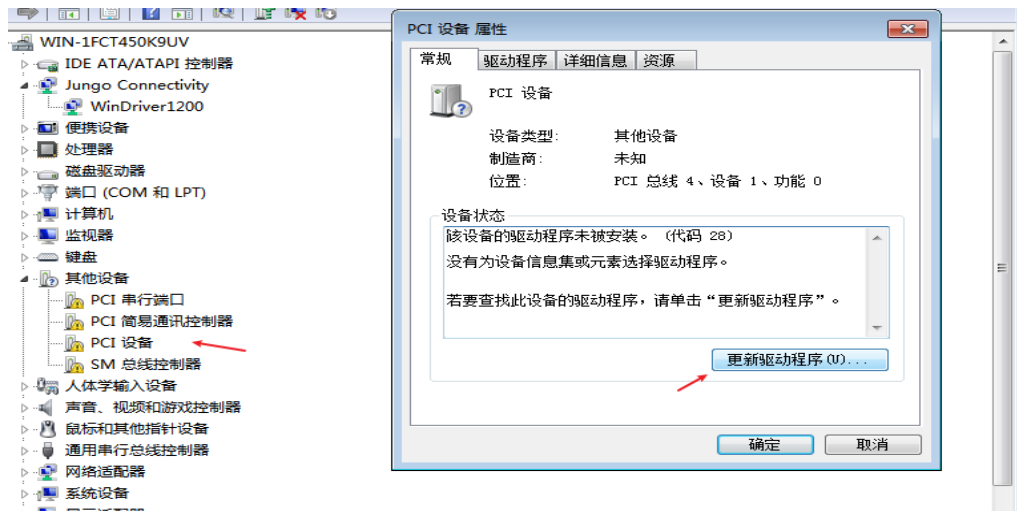 WIN-1FCT450K9UV
IDE ATA/ATAPI 控制器
Jungo Connectivity
WinDriver1200
便携设备
处理器
磁盘驱动器
端口 (COM 和 LPT)
计算机
监视器
键盘
其他设备
PCI 串行端口
PCI 简易通讯控制器
PCI 设备
SM 总线控制器
人体学输入设备
声音、视频和游戏控制器
鼠标和其他指针设备
通用串行总线控制器
网络适配器
系统设备
PCI 设备 属性
常规 驱动程序 详细信息 资源
PCI 设备
设备类型: 其他设备
制造商: 未知
位置: PCI 总线 4、设备 1、功能 0
设备状态
该设备的驱动程序未被安装。 (代码 28)
没有为设备信息集或元素选择驱动程序。
若要查找此设备的驱动程序，请单击“更新驱动程序”。
更新驱动程序(U)...
确定 取消